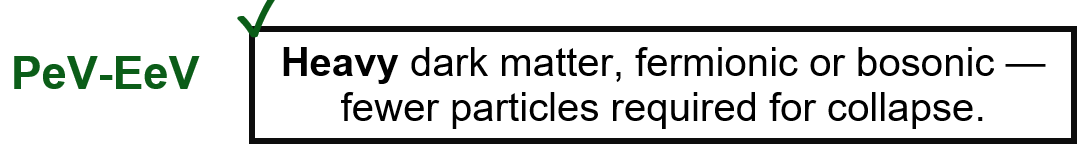 PeV-EeV
Heavy dark matter, fermionic or bosonic —
fewer particles required for collapse.